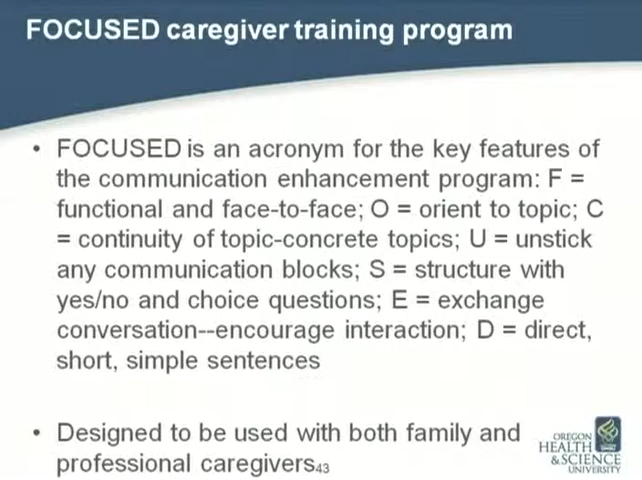 FOCUSED caregiver training program
• FOCUSED is an acronym for the key features of
the communication enhancement program: F =
functional and face-to-face; O = orient to topic; C
= continuity of topic-concrete topics; U = unstick
any communication blocks; S = structure with
yes/no and choice questions; E = exchange
conversation--encourage interaction; D = direct,
short, simple sentences
• Designed to be used with both family and
professional caregivers43
OREGON
HEALTH
&SCIENCE
UNIVERSITY